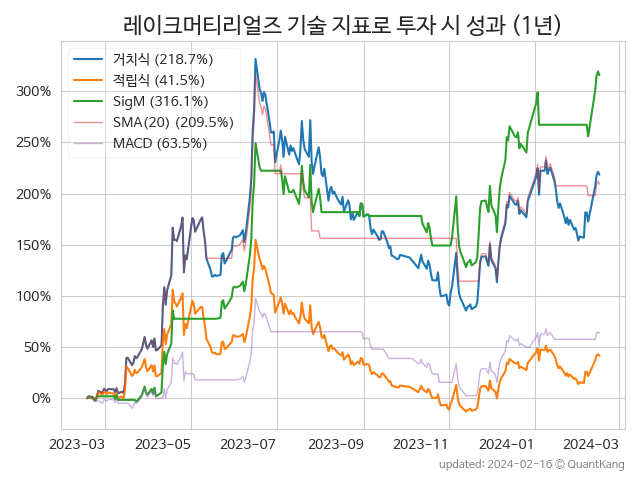 레이크머티리얼즈 기술 지표로 투자 시 성과 (1년)
거치식 (218.7%)
적립식 (41.5%)
SigM (316.1%)
SMA(20) (209.5%)
MACD (63.5%)
300%
250%
200%
150%
100%
50%
0%
2023-03 2023-05 2023-07 2023-09 2023-11 2024-01 2024-03
updated: 2024-02-16 © QuantKang